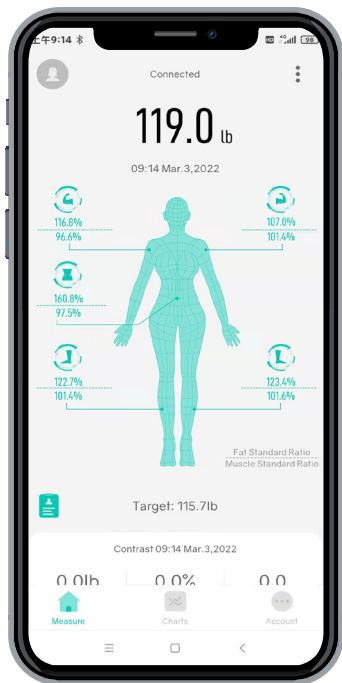 上午9:14
HD 4G 98
Connected
119.0 lb
09:14 Mar.3,2022
116.8%
96.6%
107.0%
101.4%
160.8%
97.5%
122.7%
101.4%
123.4%
101.6%
Fat Standard Ratio
Muscle Standard Ratio
Target: 115.7lb
Contrast 09:14 Mar.3,2022
0.0lb 0.0% 0.0
Measure Charts Account